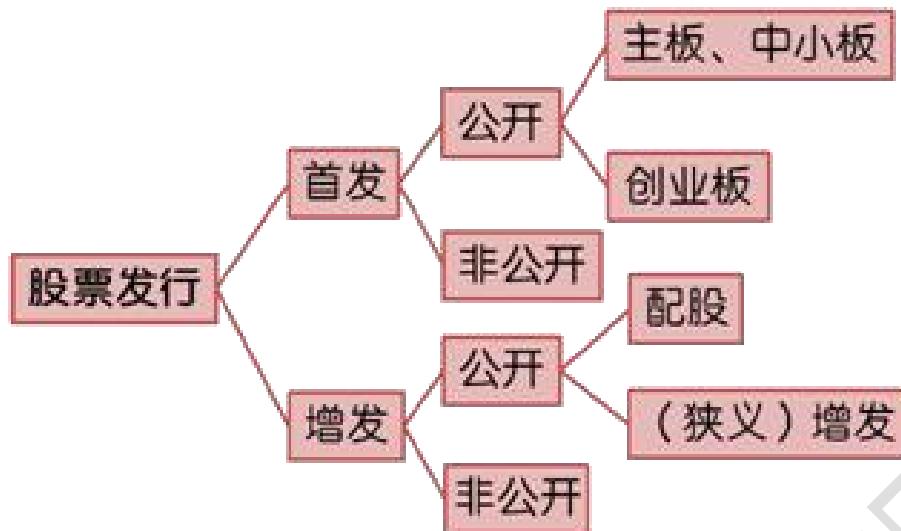 股票发行
首发
公开
主板、中小板
创业板
非公开
增发
公开
配股
（狭义）增发
非公开